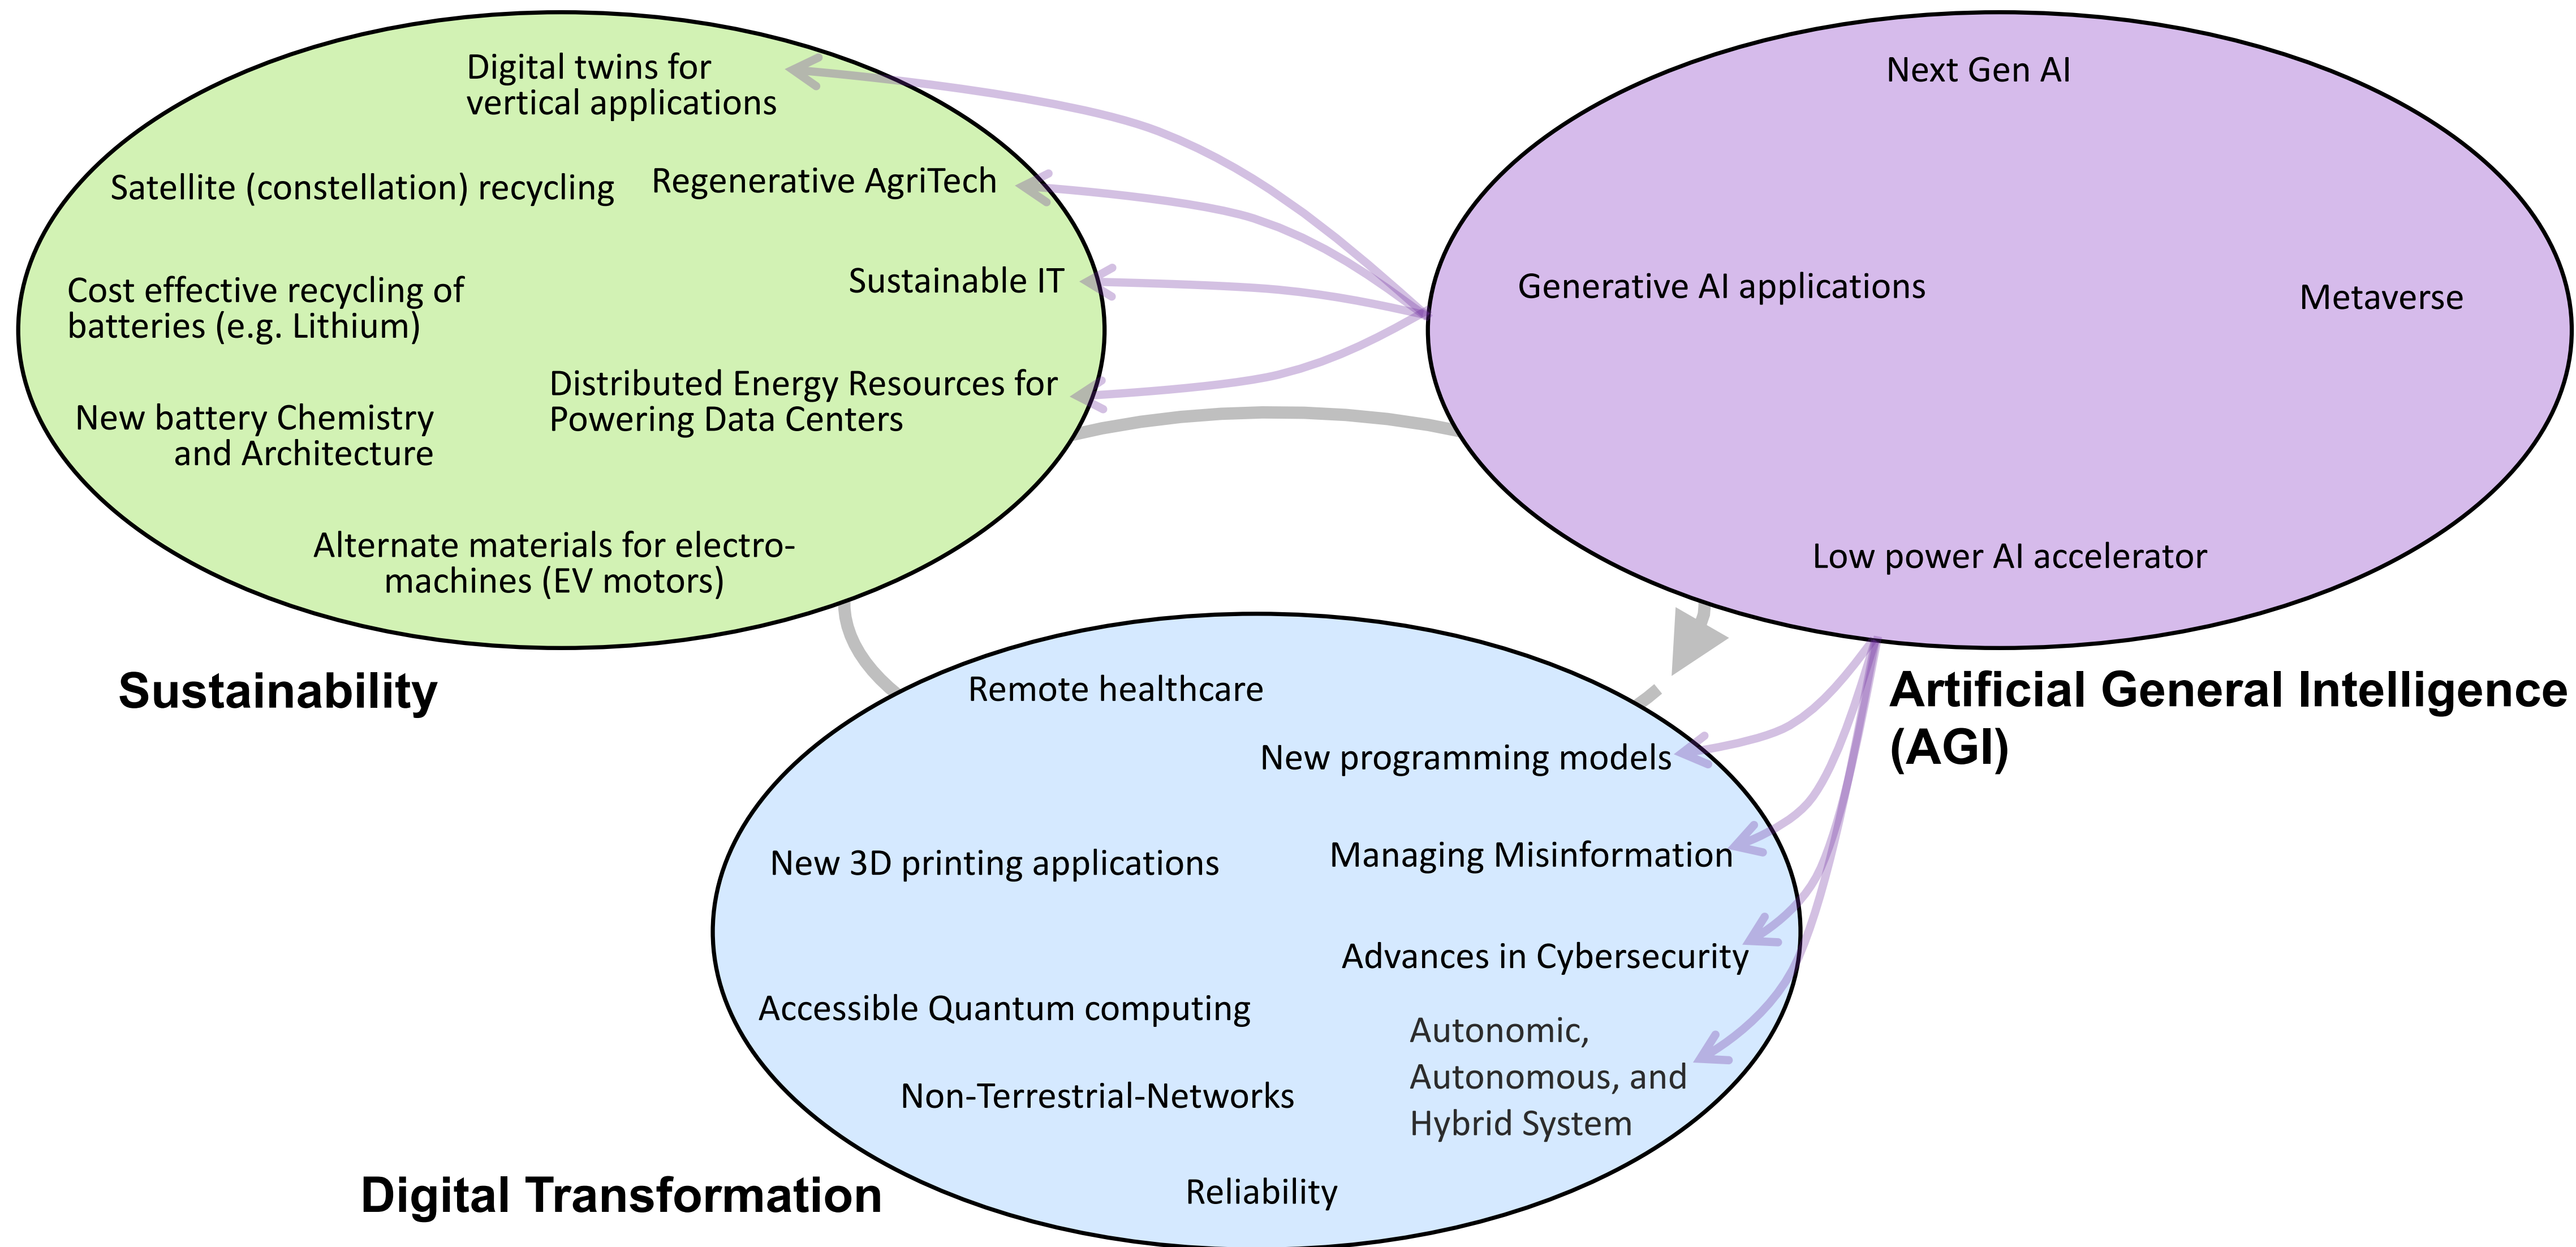 Digital twins for
vertical applications
Satellite (constellation) recycling
Regenerative AgriTech
Sustainable IT
Cost effective recycling of
batteries (e.g. Lithium)
Distributed Energy Resources for
Powering Data Centers
New battery Chemistry
and Architecture
Alternate materials for electro-
machines (EV motors)
Sustainability
Next Gen AI
Generative AI applications
Metaverse
Low power AI accelerator
Artificial General Intelligence
(AGI)
Remote healthcare
New programming models
New 3D printing applications
Managing Misinformation
Advances in Cybersecurity
Accessible Quantum computing
Autonomic,
Autonomous, and
Hybrid System
Non-Terrestrial-Networks
Reliability
Digital Transformation